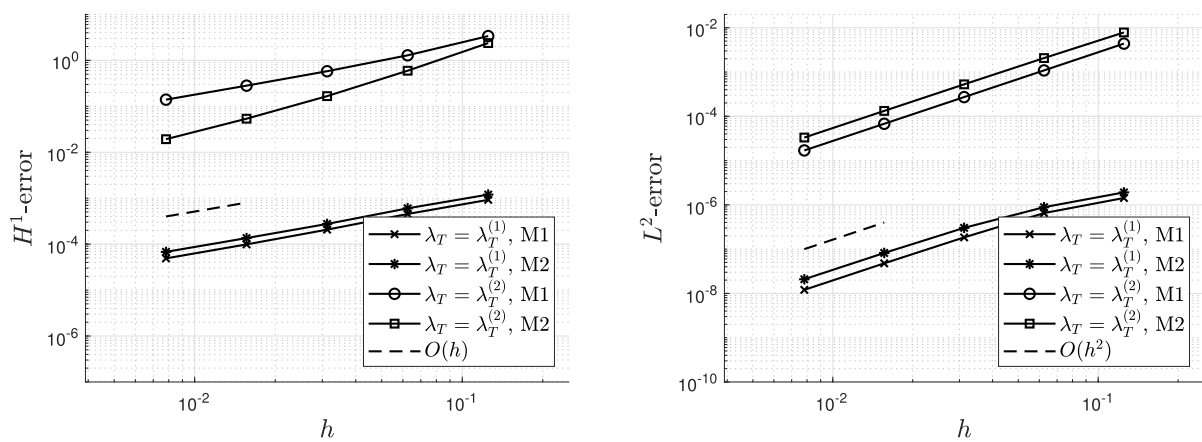 H^1-error
10^0
10^-2
10^-4
10^-6
10^-2
10^-1
h
λ_T = λ_T^(1), M1
λ_T = λ_T^(1), M2
λ_T = λ_T^(2), M1
λ_T = λ_T^(2), M2
O(h)
L^2-error
10^-2
10^-4
10^-6
10^-8
10^-10
10^-2
10^-1
h
λ_T = λ_T^(1), M1
λ_T = λ_T^(1), M2
λ_T = λ_T^(2), M1
λ_T = λ_T^(2), M2
O(h^2)